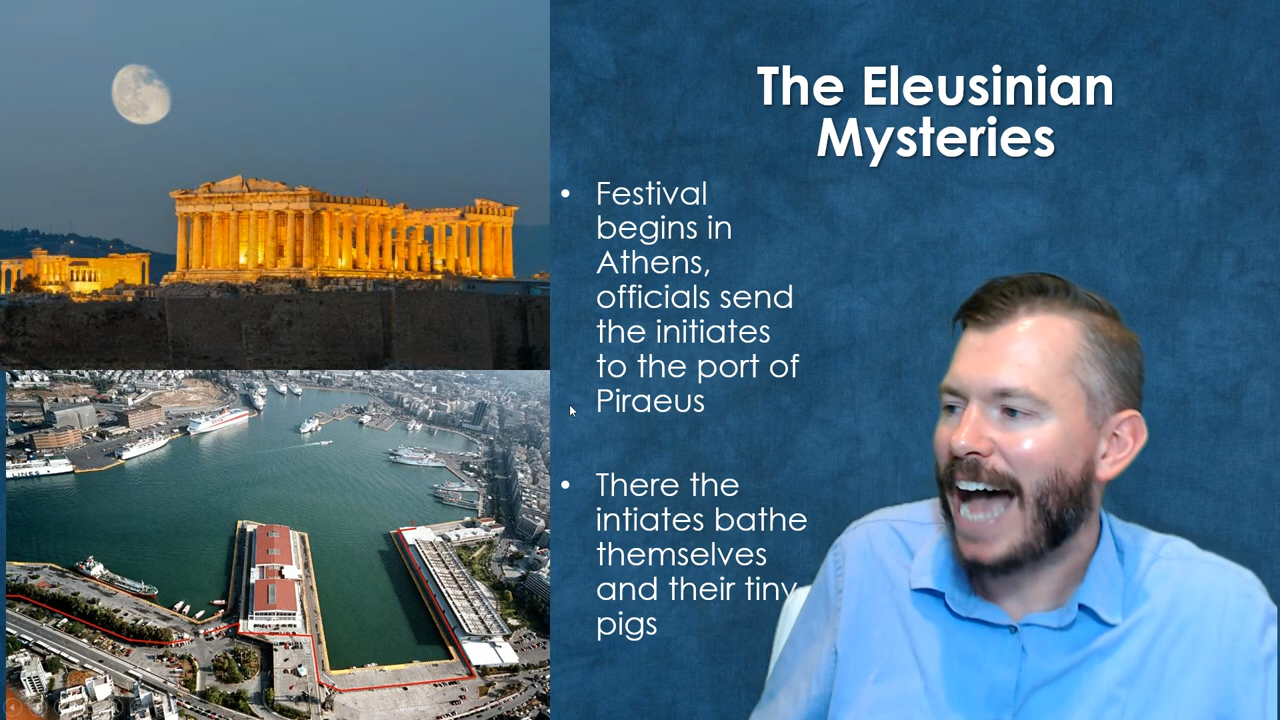 The Eleusinian
Mysteries
• Festival
begins in
Athens,
officials send
the initiates
to the port of
Piraeus
• There the
intiates bathe
themselves
and their tiny
pigs
LINES